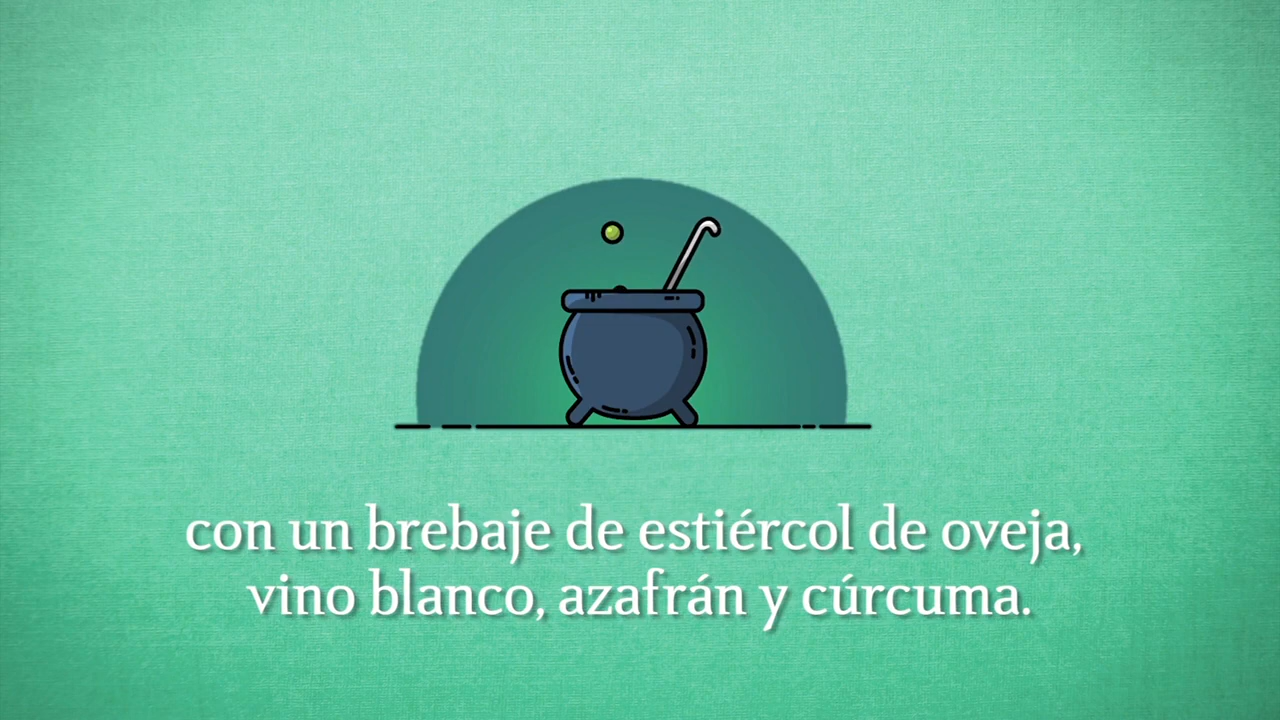 con un brebaje de estiércol de oveja,
vino blanco, azafrán y cúrcuma.